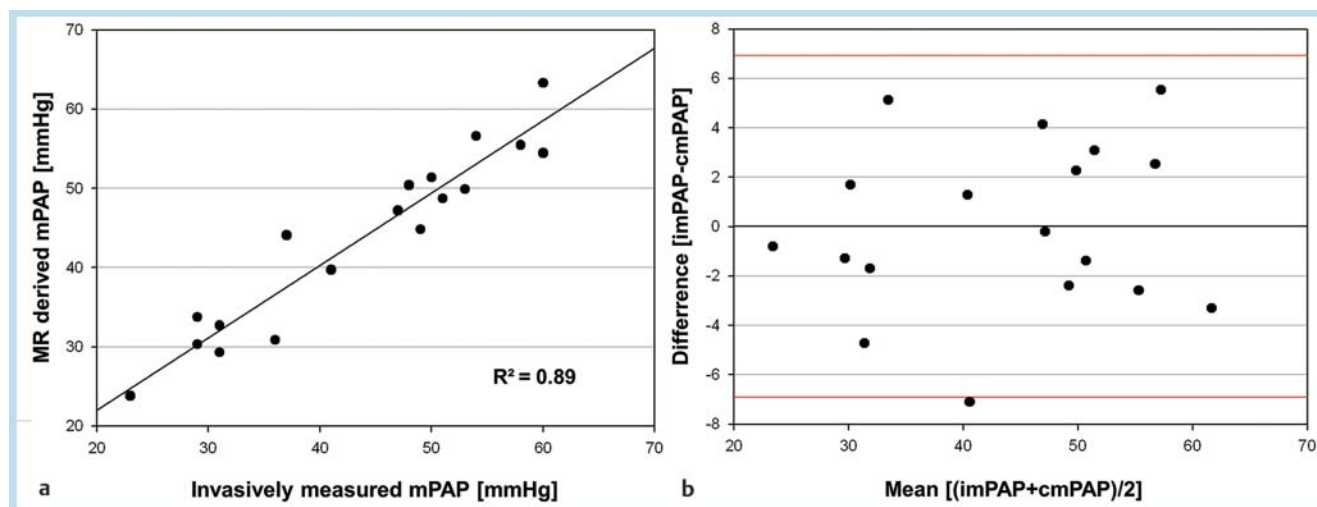 70
60
50
40
30
20
MR derived mPAP [mmHg]
R² = 0.89
20 30 40 50 60 70
a Invasively measured mPAP [mmHg]
8
6
4
2
0
-2
-4
-6
-8
Differrence [imPAP-cmPAP]
20 30 40 50 60 70
b Mean [(imPAP+cmPAP)/2]